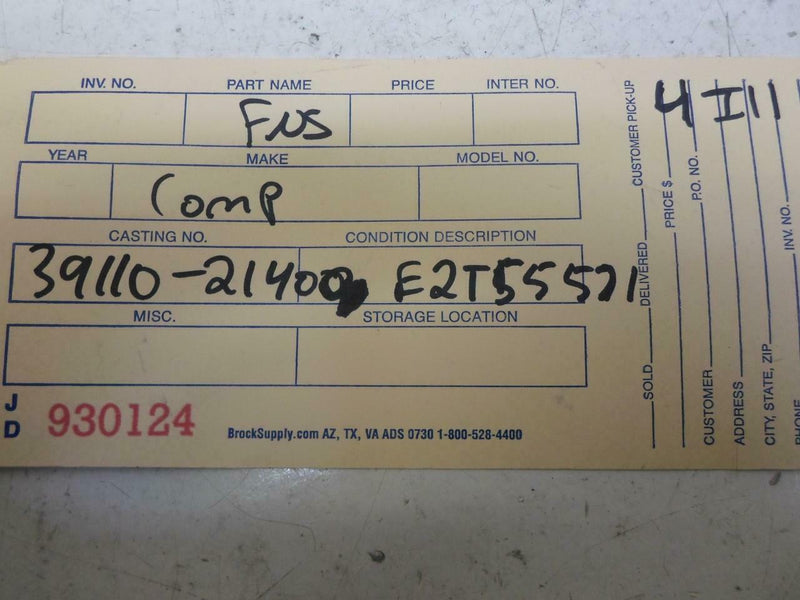 INV. NO. PART NAME PRICE INTER NO.
FNS
YEAR MAKE MODEL NO.
Comp
CASTING NO. CONDITION DESCRIPTION
39110-21400 E2T55571
MISC. STORAGE LOCATION
J
D
930124
BrockSupply.com AZ, TX, VA ADS 0730 1-800-528-4400
SOLD DELIVERED CUSTOMER PICK-UP
PRICE $
CUSTOMER P.O. NO.
ADDRESS
CITY, STATE, ZIP
PHONE INV. NO.
4I11